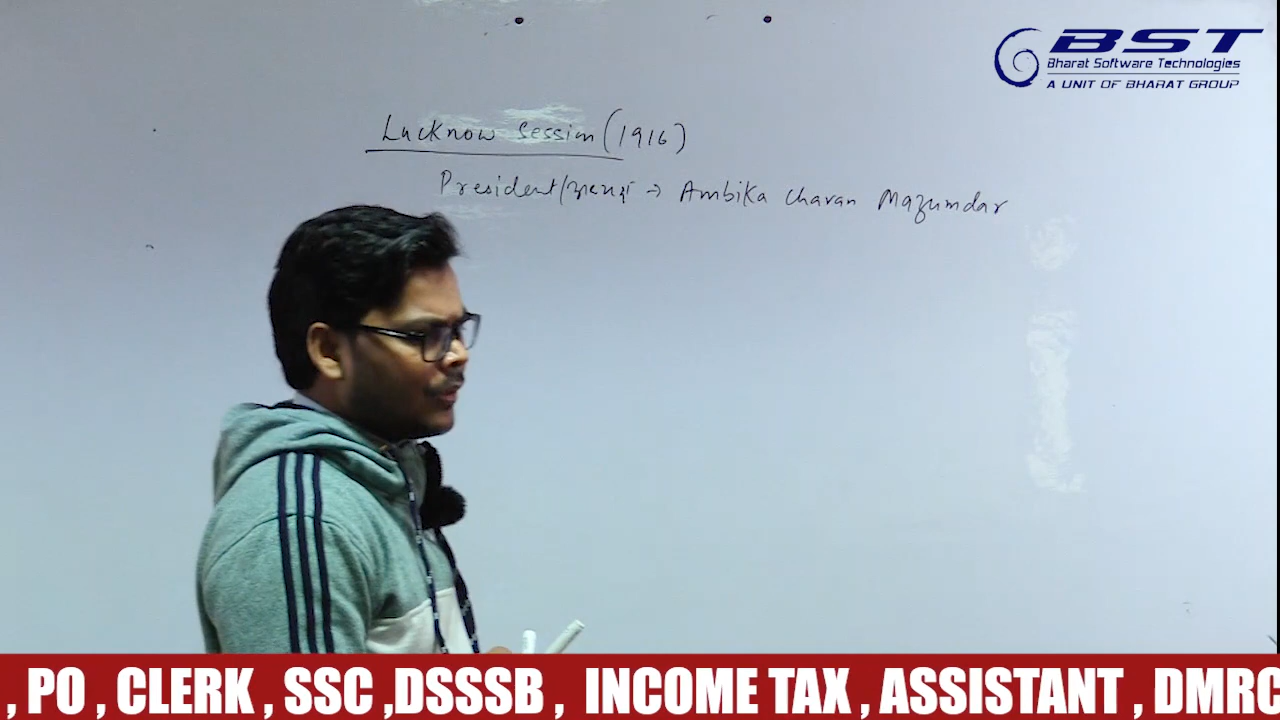 BST
Bharat Software Technologies
A UNIT OF BHARAT GROUP
Lucknow Session (1916)
President/अध्यक्ष → Ambika Charan Mazumdar
, PO , CLERK , SSC ,DSSSB , INCOME TAX , ASSISTANT , DMRC